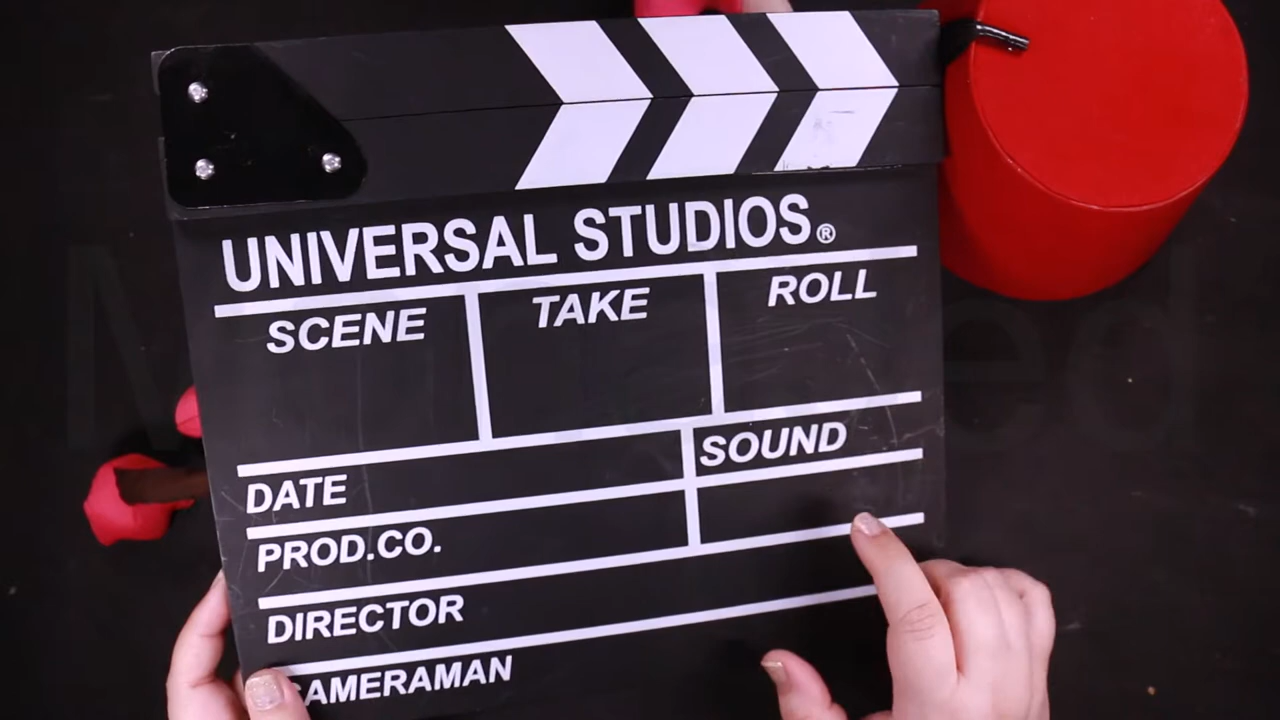 UNIVERSAL STUDIOS®
SCENE TAKE ROLL
SOUND
DATE
PROD.CO.
DIRECTOR
CAMERAMAN